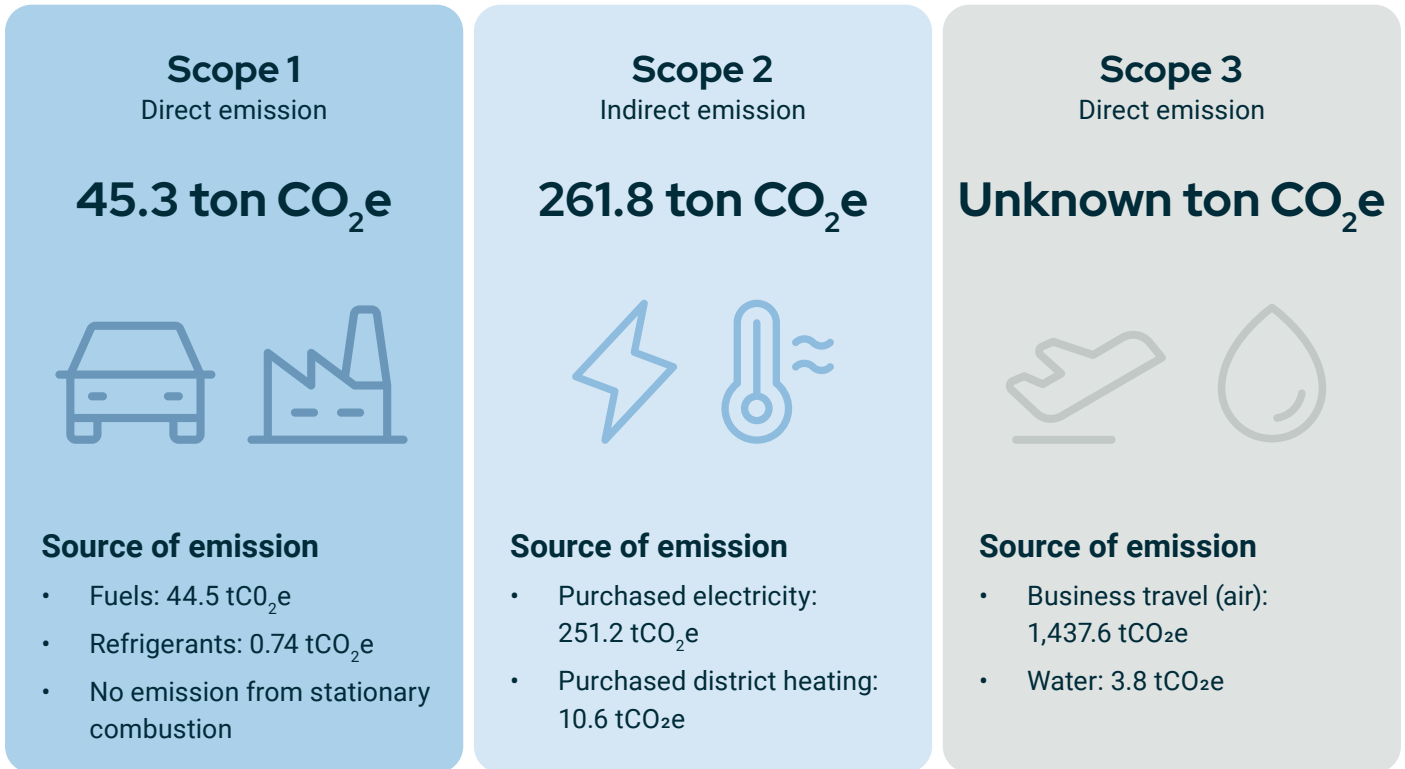 Scope 1
Direct emission
45.3 ton CO₂e
Source of emission
• Fuels: 44.5 tC0₂e
• Refrigerants: 0.74 tCO₂e
• No emission from stationary
combustion
Scope 2
Indirect emission
261.8 ton CO₂e
Source of emission
• Purchased electricity:
251.2 tCO₂e
• Purchased district heating:
10.6 tCO₂e
Scope 3
Direct emission
Unknown ton CO₂e
Source of emission
• Business travel (air):
1,437.6 tCO₂e
• Water: 3.8 tCO₂e